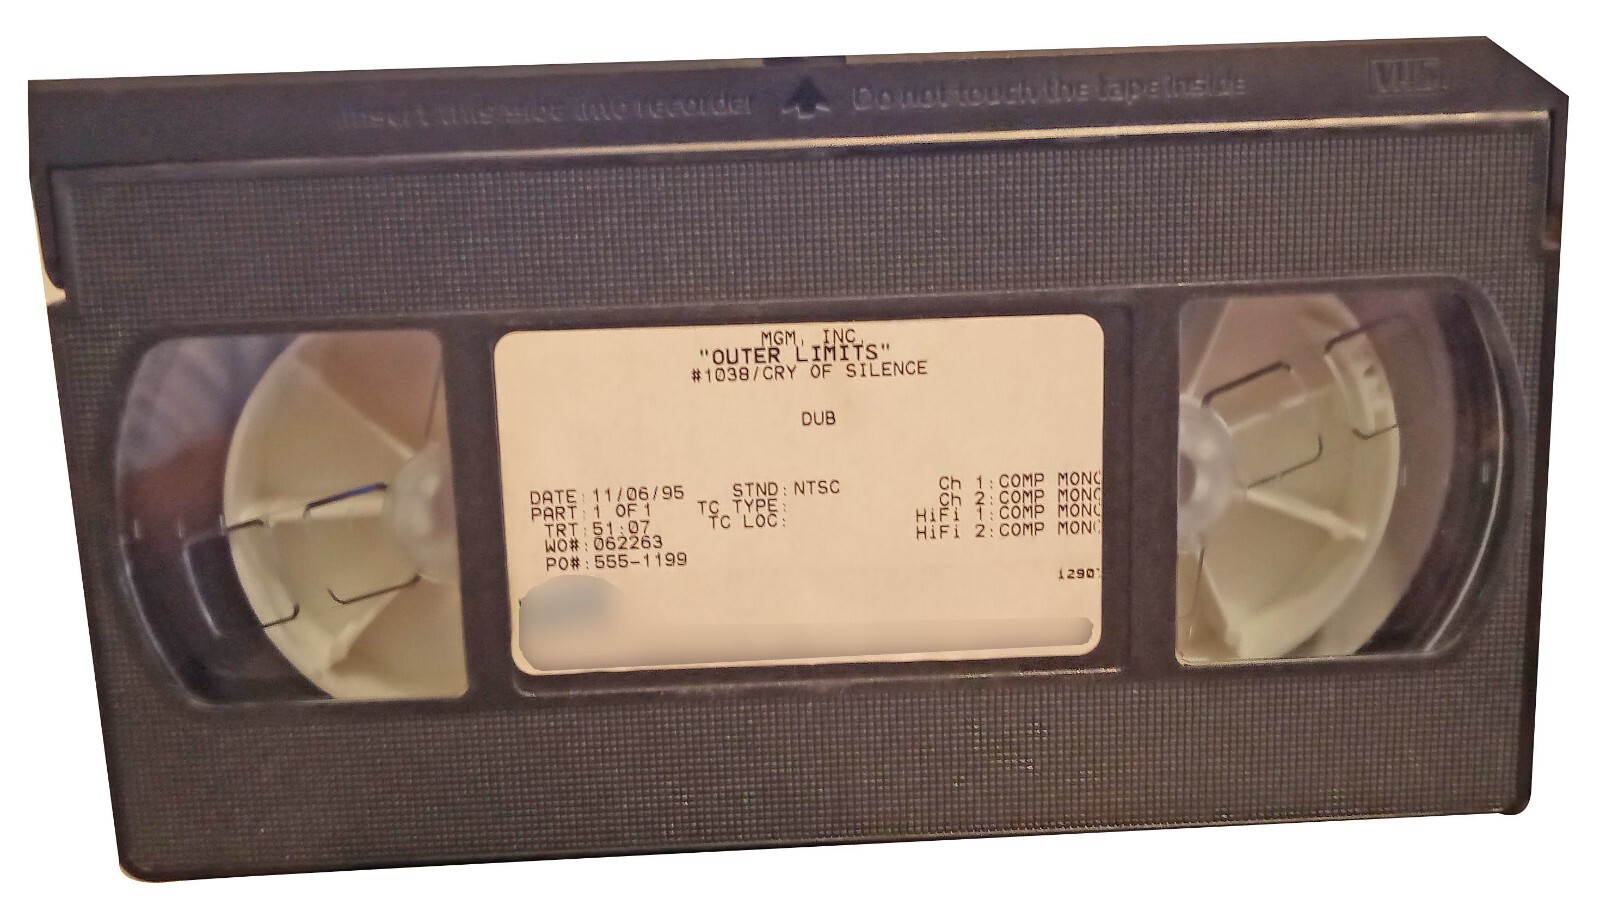 Insert this side into recorder Do not touch the tape inside VHS
MGM, INC.
"OUTER LIMITS"
#1038/CRY OF SILENCE
DUB
DATE: 11/06/95 STND: NTSC Ch 1: COMP MONO
PART: 1 OF 1 TC TYPE: Ch 2: COMP MONO
TRT: 51:07 TC LOC: HiFi 1: COMP MONO
WO#: 062263 HiFi 2: COMP MON
PO#: 555-1199
1290